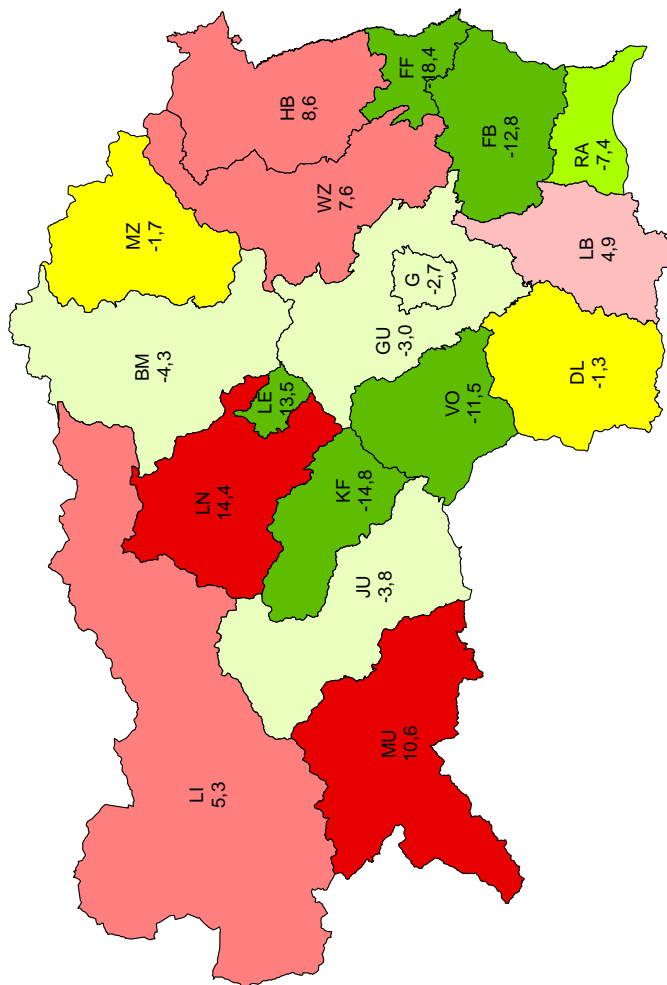 MZ
-1,7
BM
-4,3
LI
5,3
LN
14,4
LE
-13,5
HB
8,6
WZ
7,6
KF
-14,8
JU
-3,8
GU
-3,0
MU
10,6
FF
-18,4
G
-2,7
VO
-11,5
FB
-12,8
DL
-1,3
LB
4,9
RA
-7,4